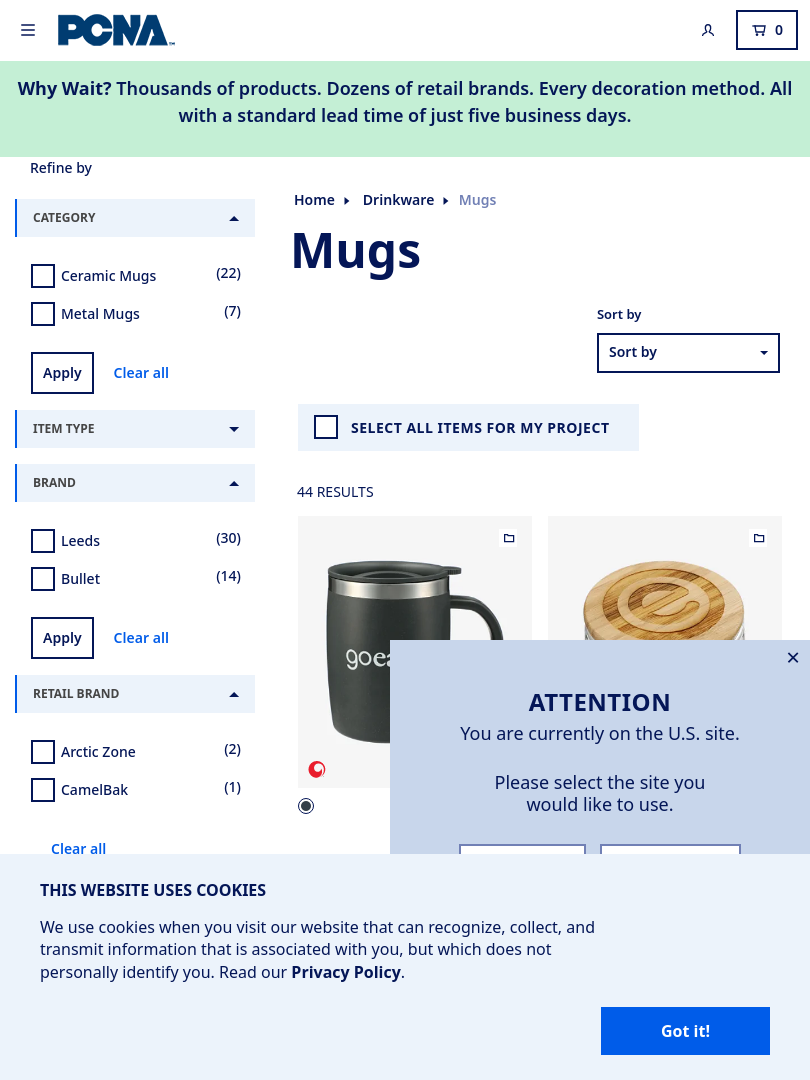 PCNA
0
Why Wait? Thousands of products. Dozens of retail brands. Every decoration method. All
with a standard lead time of just five business days.
Refine by
CATEGORY
Ceramic Mugs (22)
Metal Mugs (7)
Apply Clear all
ITEM TYPE
BRAND
Leeds (30)
Bullet (14)
Apply Clear all
RETAIL BRAND
Arctic Zone (2)
CamelBak (1)
Clear all
Home Drinkware Mugs
Mugs
Sort by
Sort by
SELECT ALL ITEMS FOR MY PROJECT
44 RESULTS
ATTENTION
You are currently on the U.S. site.
Please select the site you
would like to use.
THIS WEBSITE USES COOKIES
We use cookies when you visit our website that can recognize, collect, and
transmit information that is associated with you, but which does not
personally identify you. Read our Privacy Policy.
Got it!